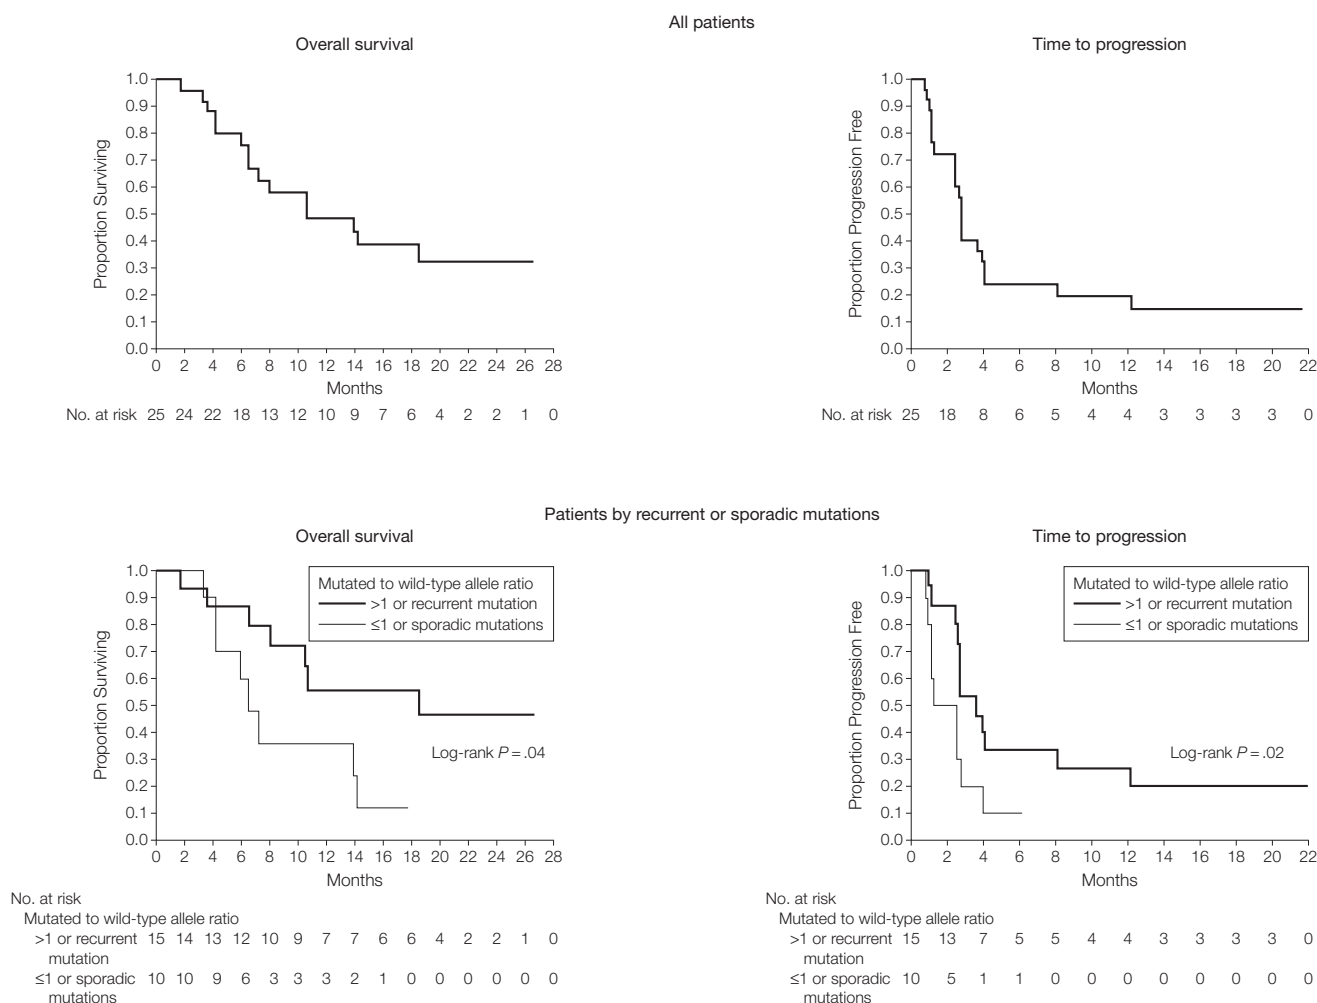 All patients
Overall survival
Time to progression
Proportion Surviving
1.0
0.9
0.8
0.7
0.6
0.5
0.4
0.3
0.2
0.1
0.0
0 2 4 6 8 10 12 14 16 18 20 22 24 26 28
Months
No. at risk 25 24 22 18 13 12 10 9 7 6 4 2 2 1 0
Proportion Progression Free
1.0
0.9
0.8
0.7
0.6
0.5
0.4
0.3
0.2
0.1
0.0
0 2 4 6 8 10 12 14 16 18 20 22
Months
No. at risk 25 18 8 6 5 4 4 3 3 3 3 0
Patients by recurrent or sporadic mutations
Overall survival
Proportion Surviving
1.0
0.9
0.8
0.7
0.6
0.5
0.4
0.3
0.2
0.1
0.0
Mutated to wild-type allele ratio
>1 or recurrent mutation
≤1 or sporadic mutations
Log-rank P = .04
0 2 4 6 8 10 12 14 16 18 20 22 24 26 28
Months
No. at risk
Mutated to wild-type allele ratio
>1 or recurrent 15 14 13 12 10 9 7 7 6 6 4 2 2 1 0
mutation
≤1 or sporadic 10 10 9 6 3 3 3 2 1 0 0 0 0 0 0
mutations
Time to progression
Proportion Progression Free
1.0
0.9
0.8
0.7
0.6
0.5
0.4
0.3
0.2
0.1
0.0
Mutated to wild-type allele ratio
>1 or recurrent mutation
≤1 or sporadic mutations
Log-rank P = .02
0 2 4 6 8 10 12 14 16 18 20 22
Months
No. at risk
Mutated to wild-type allele ratio
>1 or recurrent 15 13 7 5 5 4 4 3 3 3 3 0
mutation
≤1 or sporadic 10 5 1 1 0 0 0 0 0 0 0 0
mutations